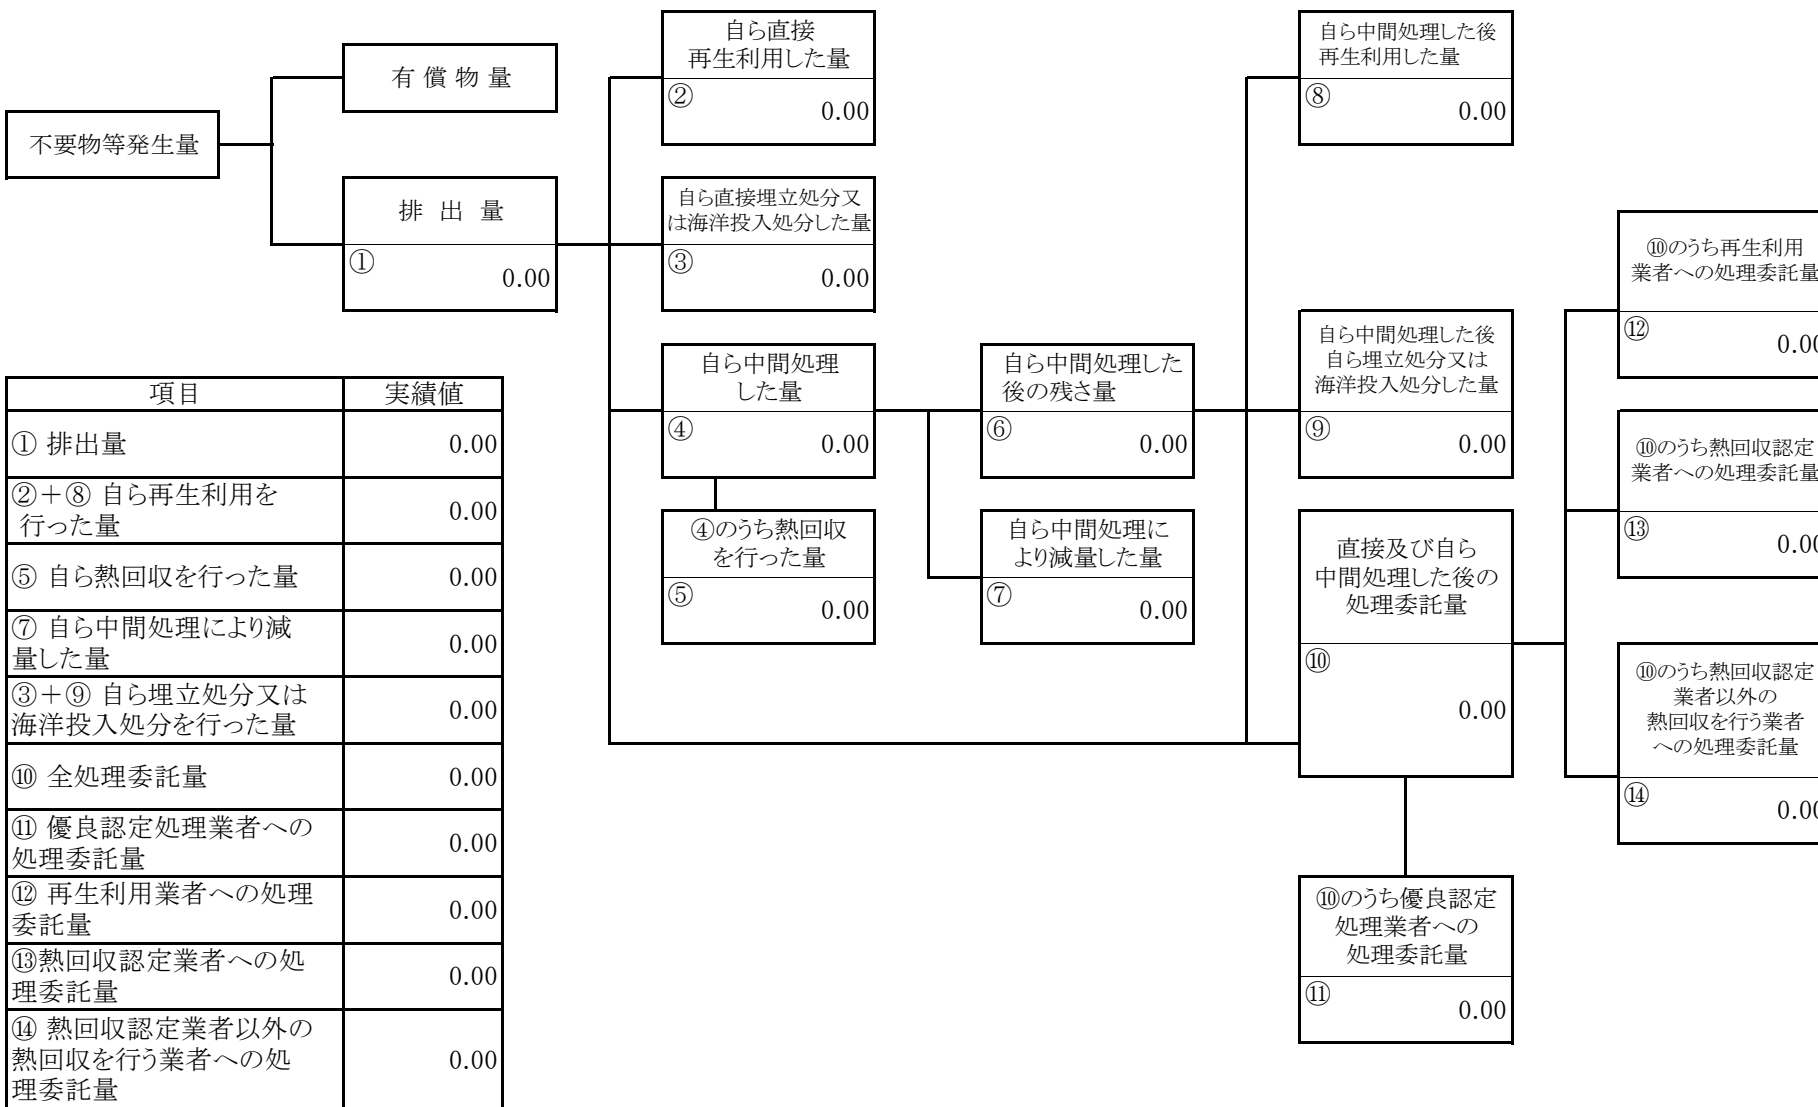 不要物等発生量
有 償 物 量
排 出 量
①
0.00
自ら直接
再生利用した量
②
0.00
自ら直接埋立処分又
は海洋投入処分した量
③
0.00
自ら中間処理
した量
④
0.00
④のうち熱回収
を行った量
⑤
0.00
自ら中間処理した
後の残さ量
⑥
0.00
自ら中間処理に
より減量した量
⑦
0.00
自ら中間処理した後
再生利用した量
⑧
0.00
自ら中間処理した後
自ら埋立処分又は
海洋投入処分した量
⑨
0.00
直接及び自ら
中間処理した後の
処理委託量
⑩
0.00
⑩のうち優良認定
処理業者への
処理委託量
⑪
0.00
⑩のうち再生利用
業者への処理委託量
⑫
0.00
⑩のうち熱回収認定
業者への処理委託量
⑬
0.00
⑩のうち熱回収認定
業者以外の
熱回収を行う業者
への処理委託量
⑭
0.00
項目 実績値
① 排出量 0.00
②+⑧ 自ら再生利用を
行った量 0.00
⑤ 自ら熱回収を行った量 0.00
⑦ 自ら中間処理により減
量した量 0.00
③+⑨ 自ら埋立処分又は
海洋投入処分を行った量 0.00
⑩ 全処理委託量 0.00
⑪ 優良認定処理業者への
処理委託量 0.00
⑫ 再生利用業者への処理
委託量 0.00
⑬熱回収認定業者への処
理委託量 0.00
⑭ 熱回収認定業者以外の
熱回収を行う業者への処
理委託量 0.00